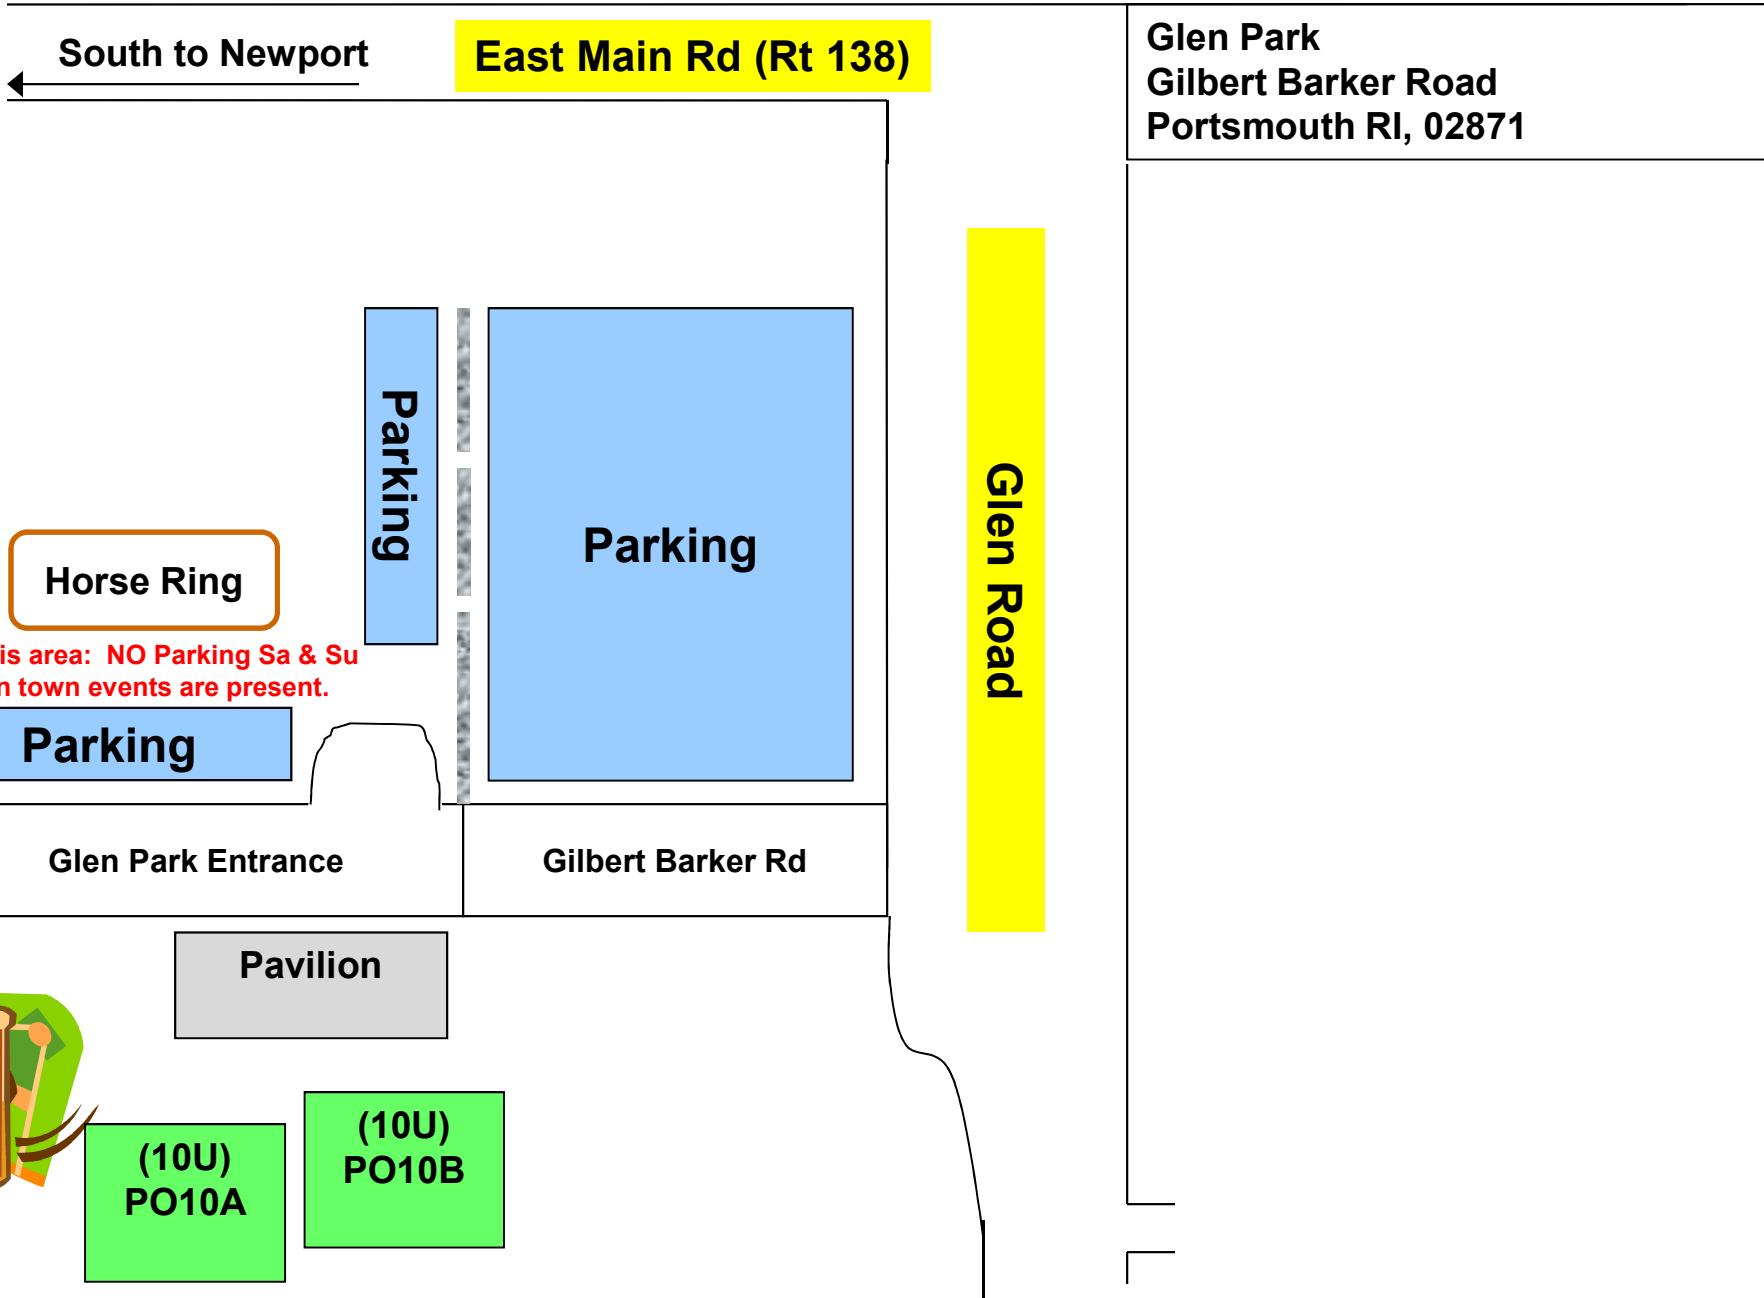 South to Newport
East Main Rd (Rt 138)
Glen Park
Gilbert Barker Road
Portsmouth RI, 02871
Parking
Parking
Glen Road
Horse Ring
area: NO Parking Sa & Su
town events are present.
Parking
Glen Park Entrance
Gilbert Barker Rd
Pavilion
(10U)
PO10A
(10U)
PO10B